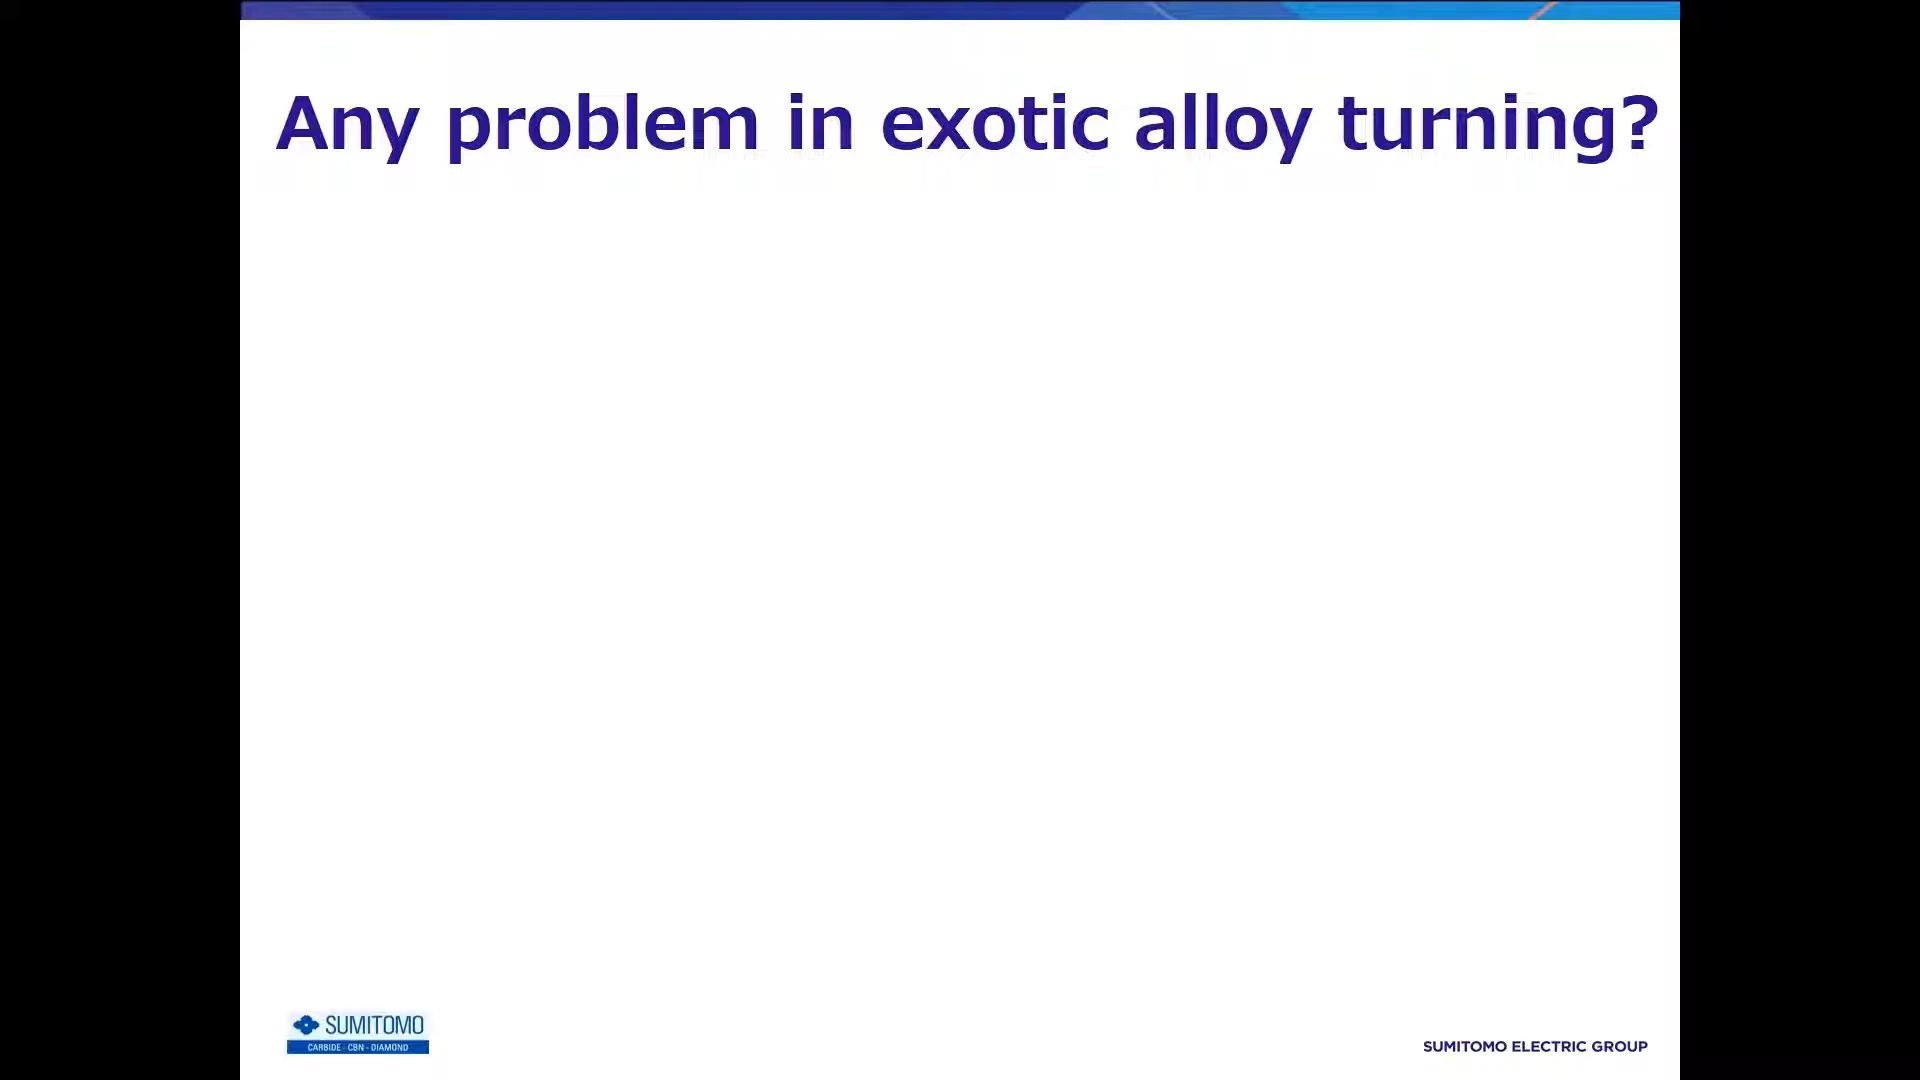 Any problem in exotic alloy turning?
SUMITOMO
CARBIDE - CBN - DIAMOND
SUMITOMO ELECTRIC GROUP